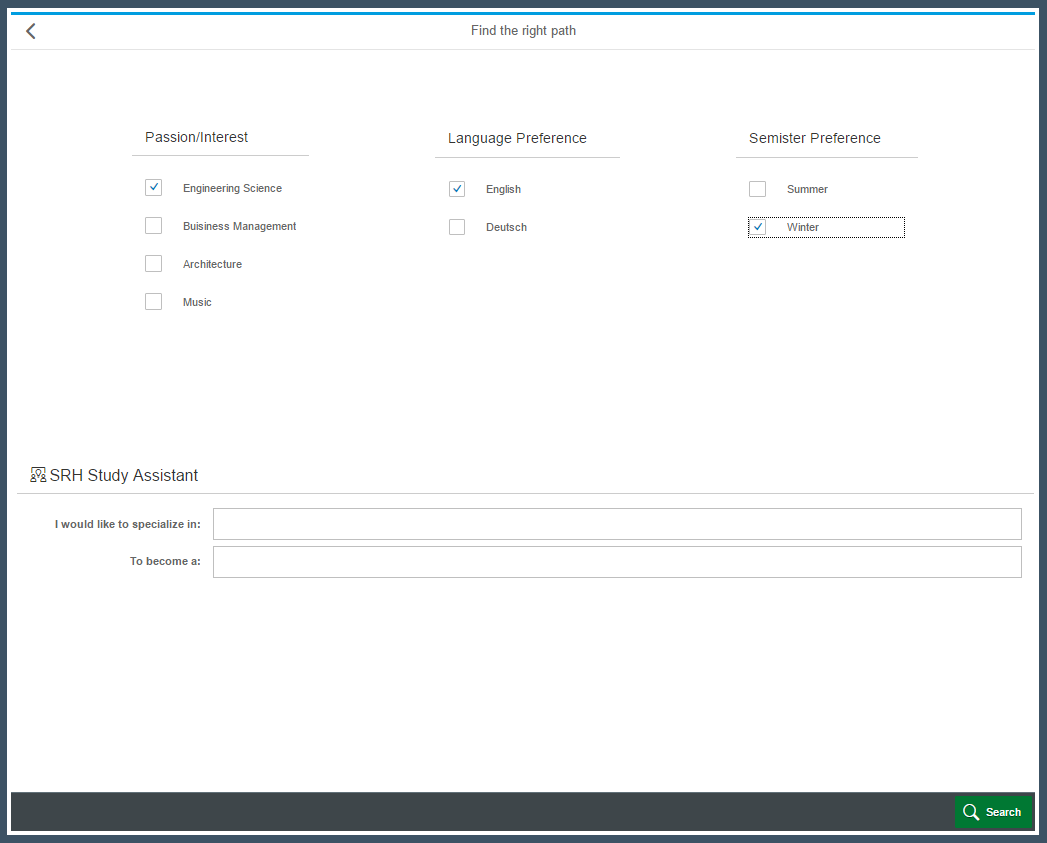 Find the right path
Passion/Interest
Engineering Science
Buisiness Management
Architecture
Music
Language Preference
English
Deutsch
Semister Preference
Summer
Winter
SRH Study Assistant
I would like to specialize in:
To become a:
Search